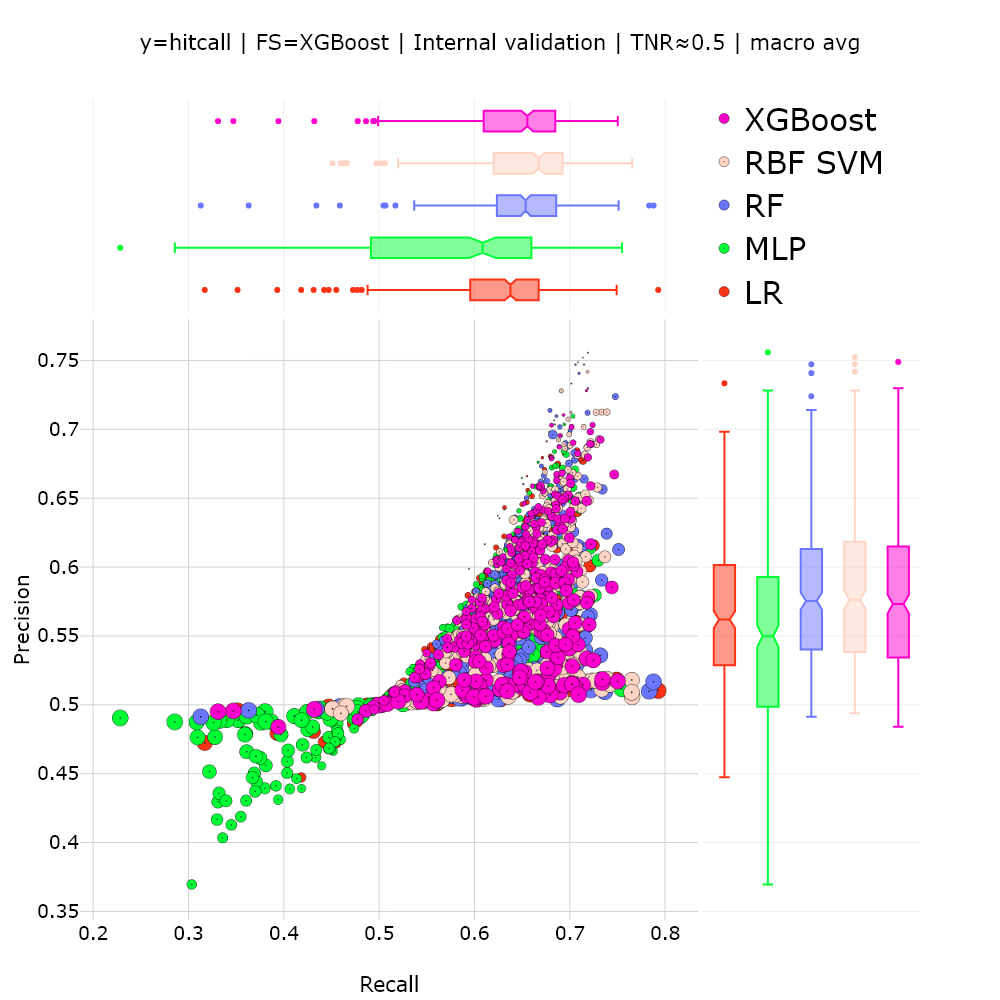 y=hitcall | FS=XGBoost | Internal validation | TNR≈0.5 | macro avg
XGBoost
RBF SVM
RF
MLP
LR
0.75
0.7
0.65
0.6
0.55
0.5
0.45
0.4
0.35
Precision
0.2 0.3 0.4 0.5 0.6 0.7 0.8
Recall